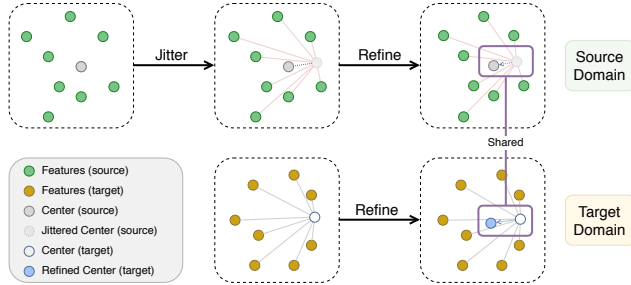 Jitter
Refine
Source
Domain
Shared
Features (source)
Features (target)
Center (source)
Jittered Center (source)
Center (target)
Refined Center (target)
Refine
Target
Domain